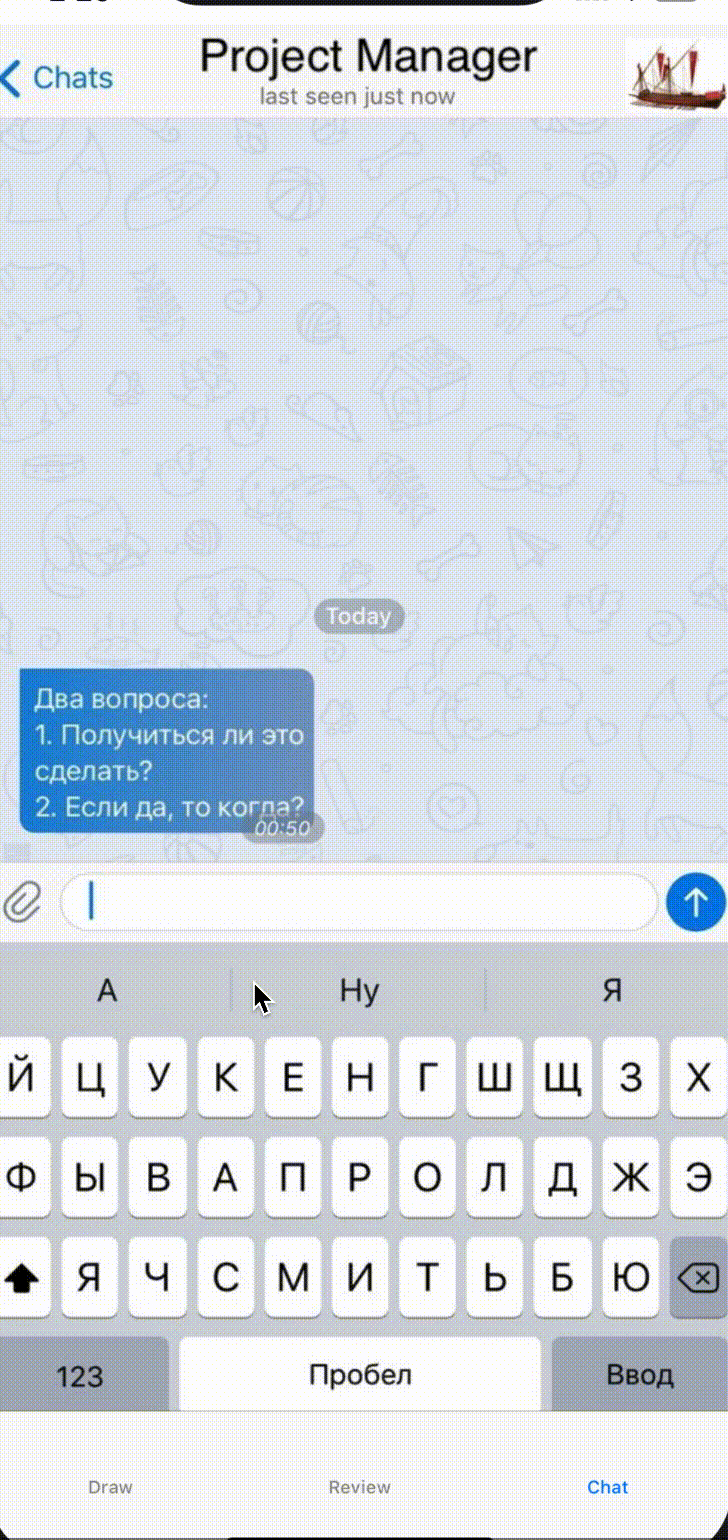 Project Manager
Chats
last seen just now
Today
Два вопроса:
1. Получиться ли это
сделать?
2. Если да, то когда?
00:50
А Ну Я
Й Ц У К Е Н Г Ш Щ З Х
Ф Ы В А П Р О Л Д Ж Э
Я Ч С М И Т Ь Б Ю
123 Пробел Ввод
Draw Review Chat